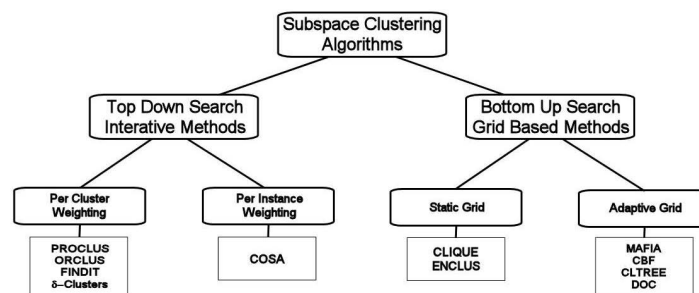 Subspace Clustering
Algorithms
Top Down Search
Interative Methods
Bottom Up Search
Grid Based Methods
Per Cluster
Weighting
Per Instance
Weighting
Static Grid
Adaptive Grid
PROCLUS
ORCLUS
FINDIT
δ–Clusters
COSA
CLIQUE
ENCLUS
MAFIA
CBF
CLTREE
DOC